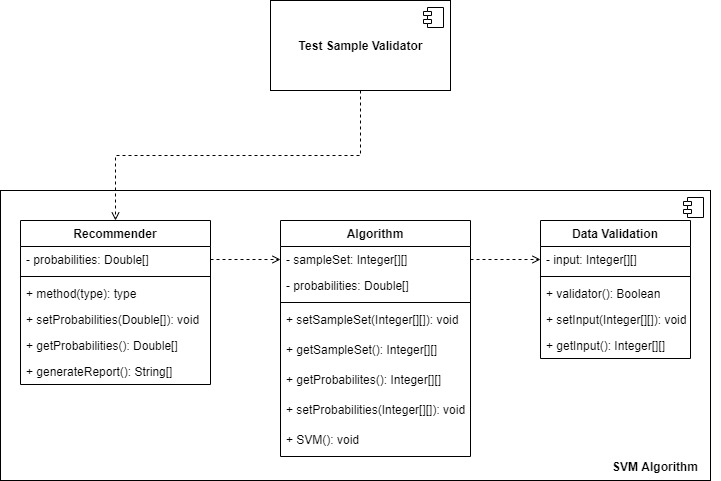 Test Sample Validator
Recommender
- probabilities: Double[]
+ method(type): type
+ setProbabilities(Double[]): void
+ getProbabilities(): Double[]
+ generateReport(): String[]
Algorithm
- sampleSet: Integer[][]
- probabilities: Double[]
+ setSampleSet(Integer[][]): void
+ getSampleSet(): Integer[][]
+ getProbabilites(): Integer[][]
+ setProbabilities(Integer[][]): void
+ SVM(): void
Data Validation
- input: Integer[][]
+ validator(): Boolean
+ setInput(Integer[][]): void
+ getInput(): Integer[][]
SVM Algorithm